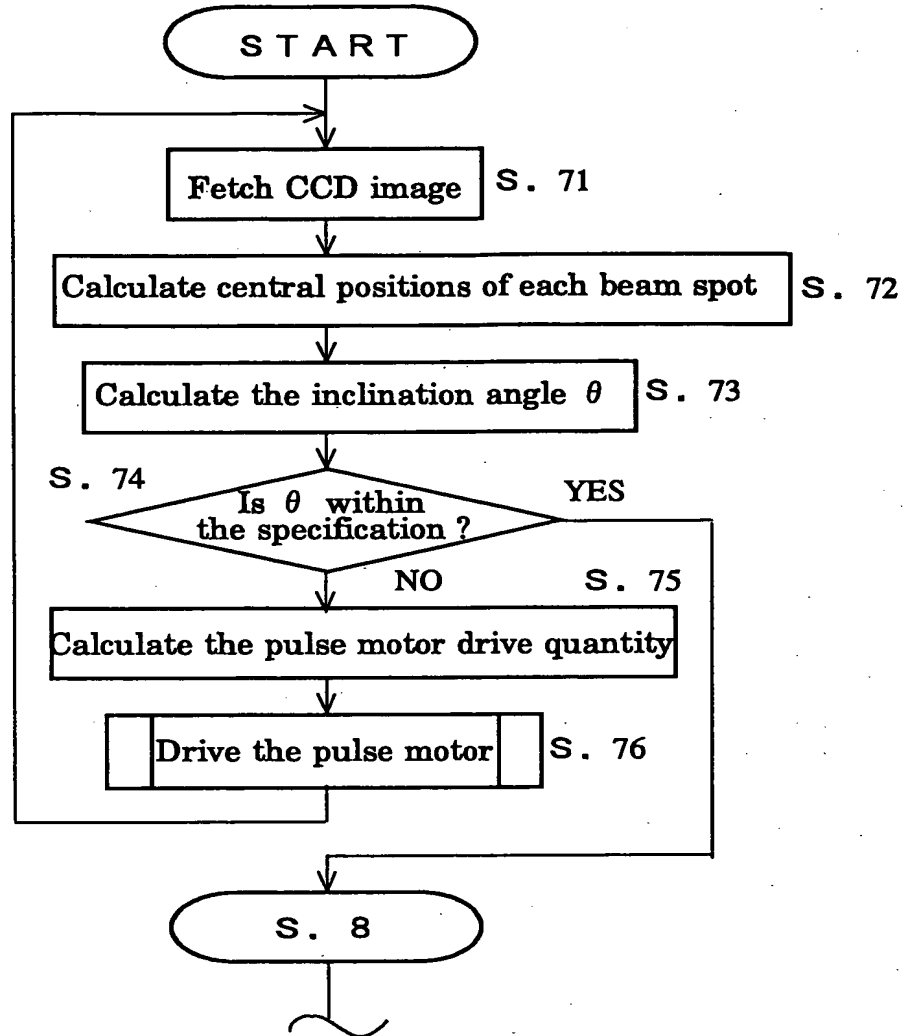 START
Fetch CCD image S. 71
Calculate central positions of each beam spot S. 72
Calculate the inclination angle θ S. 73
S. 74
Is θ within
the specification ?
YES
NO
S. 75
Calculate the pulse motor drive quantity
Drive the pulse motor S. 76
S. 8